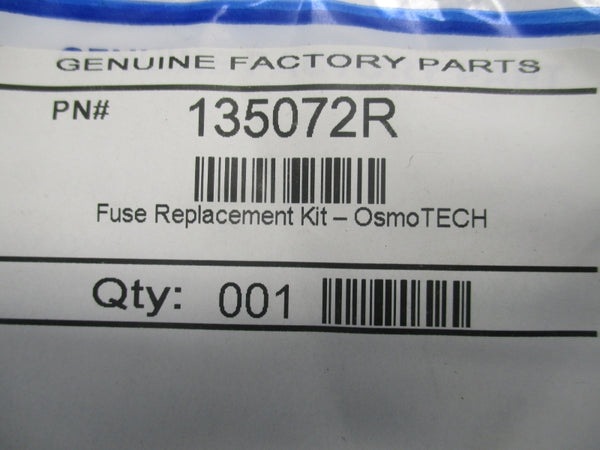 GENUINE FACTORY PARTS
PN# 135072R
Fuse Replacement Kit – OsmoTECH
Qty: 001